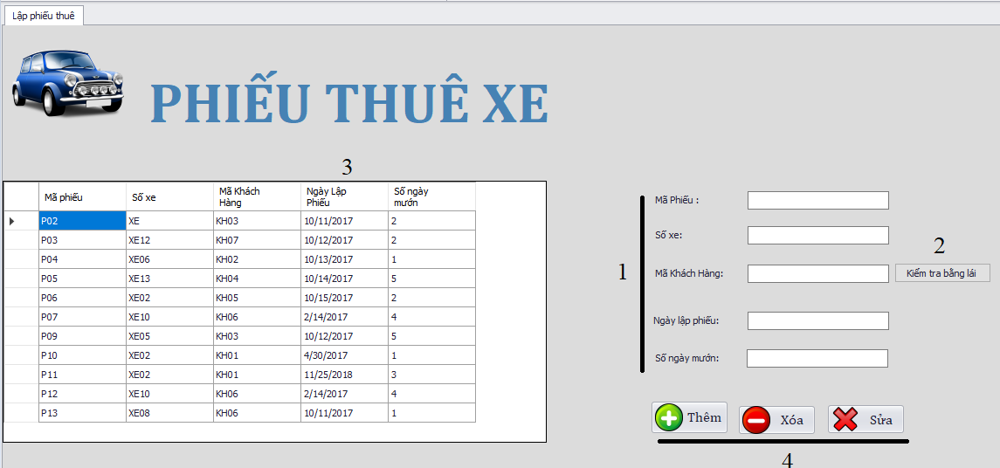 Lập phiếu thuê
PHIẾU THUÊ XE
3
Mã phiếu Số xe Mã Khách Hàng Ngày Lập Phiếu Số ngày mướn
P02 XE KH03 10/11/2017 2
P03 XE12 KH07 10/12/2017 2
P04 XE06 KH02 10/13/2017 1
P05 XE13 KH04 10/14/2017 5
P06 XE02 KH05 10/15/2017 2
P07 XE10 KH06 2/14/2017 4
P09 XE05 KH03 10/12/2017 5
P10 XE02 KH01 4/30/2017 1
P11 XE02 KH01 11/25/2018 3
P12 XE10 KH06 2/14/2017 4
P13 XE08 KH06 10/11/2017 1
1
Mã Phiếu :
Số xe:
2
Mã Khách Hàng: Kiểm tra bằng lái
Ngày lập phiếu:
Số ngày mướn:
Thêm Xóa Sửa
4